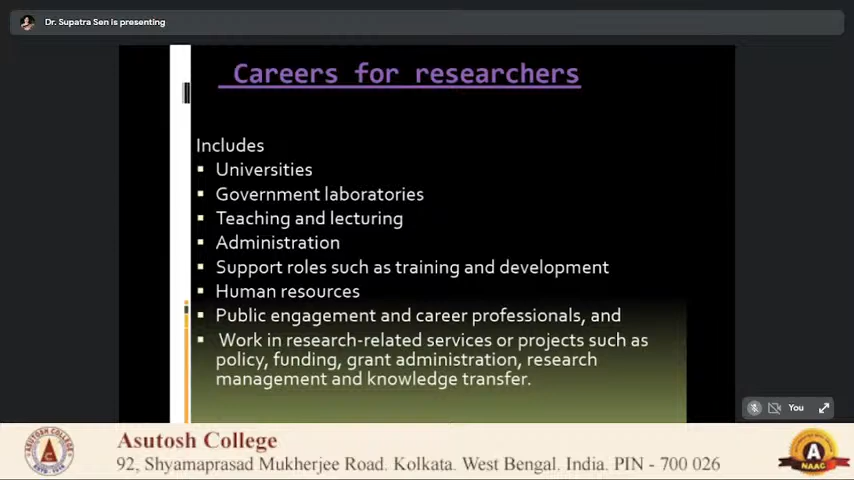 Dr. Supatra Sen is presenting
Careers for researchers
Includes
Universities
Government laboratories
Teaching and lecturing
Administration
Support roles such as training and development
Human resources
Public engagement and career professionals, and
Work in research-related services or projects such as
policy, funding, grant administration, research
management and knowledge transfer.
You
ASUTOSH COLLEGE
Asutosh College
92, Shyamaprasad Mukherjee Road. Kolkata. West Bengal. India. PIN - 700 026
A
NAAC